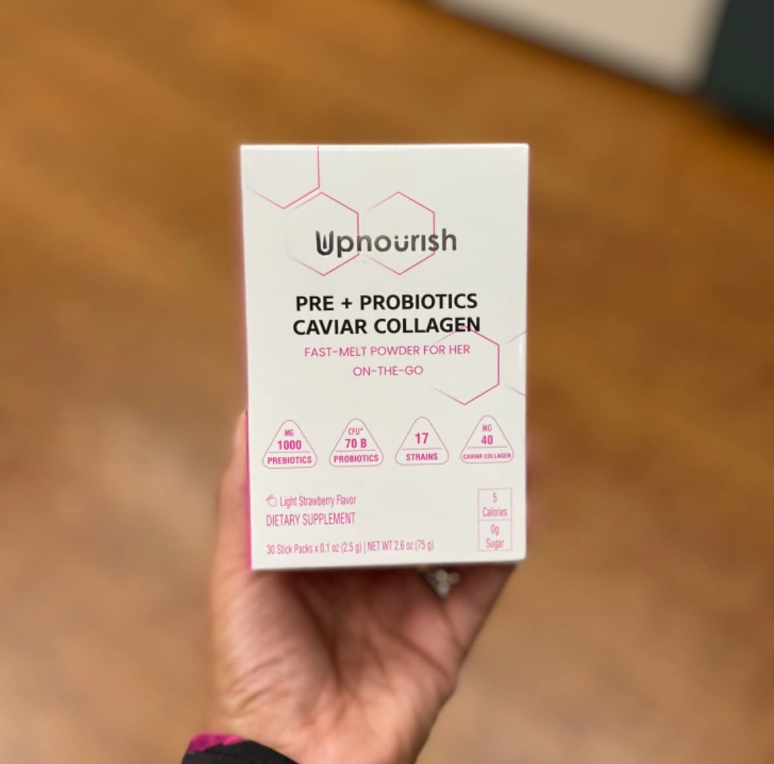 Upnourish
PRE + PROBIOTICS
CAVIAR COLLAGEN
FAST-MELT POWDER FOR HER
ON-THE-GO
MG
1000
PREBIOTICS
CFU*
70 B
PROBIOTICS
17
STRAINS
MG
40
CAVIAR COLLAGEN
Light Strawberry Flavor
DIETARY SUPPLEMENT
30 Stick Packs x 0.1 oz (2.5 g) | NET WT 2.6 oz (75 g)
5
Calories
0g
Sugar